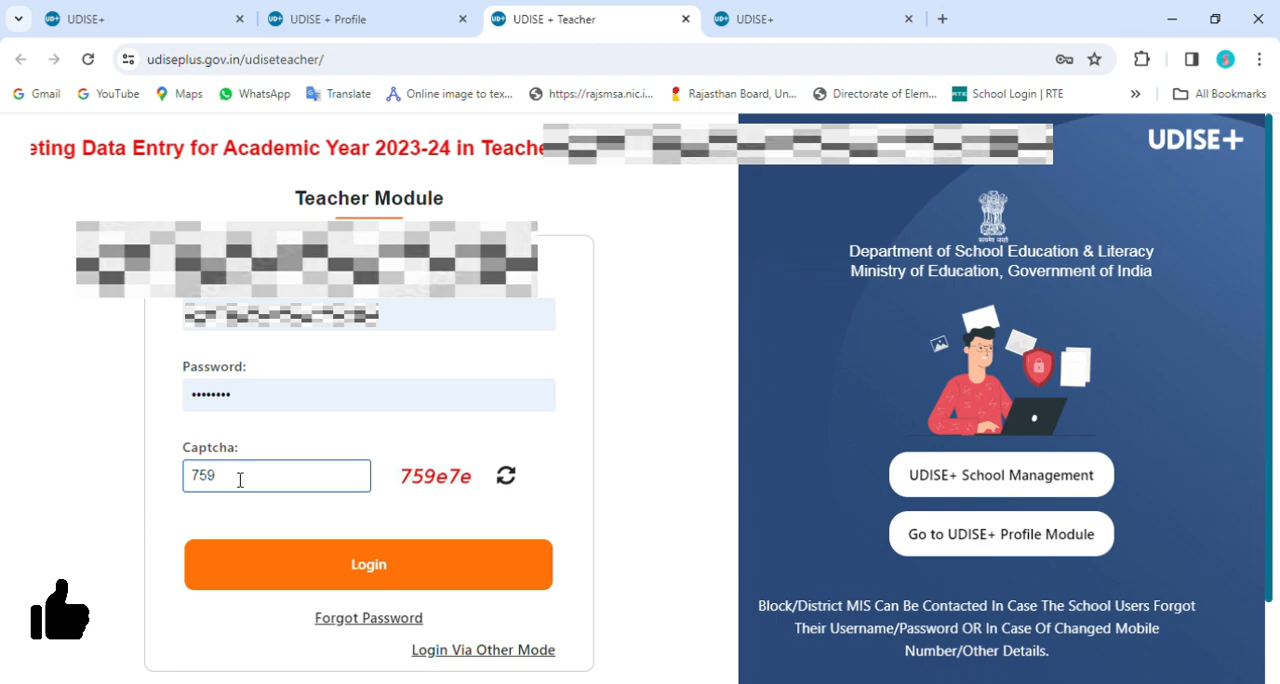 UDISE+
UDISE + Profile
UDISE + Teacher
UDISE+
udiseplus.gov.in/udiseteacher/
Gmail YouTube Maps WhatsApp Translate Online image to tex... https://rajsmsa.nic.i... Rajasthan Board, Un... Directorate of Elem... School Login | RTE » All Bookmarks
eting Data Entry for Academic Year 2023-24 in Teache
Teacher Module
Password:
••••••••
Captcha:
759
759e7e
Login
Forgot Password
Login Via Other Mode
UDISE+
सत्यमेव जयते
Department of School Education & Literacy
Ministry of Education, Government of India
UDISE+ School Management
Go to UDISE+ Profile Module
Block/District MIS Can Be Contacted In Case The School Users Forgot
Their Username/Password OR In Case Of Changed Mobile
Number/Other Details.